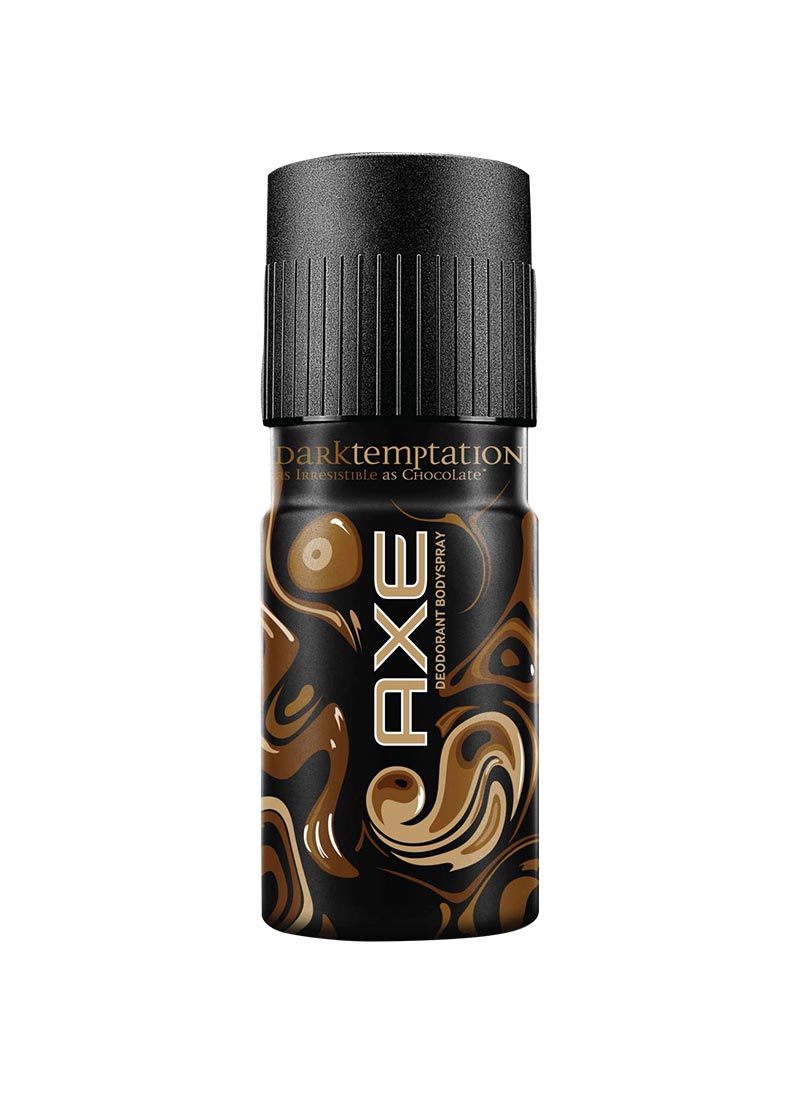 Darktemptation
as Irresistible as Chocolate™
AXE
DEODORANT BODYSPRAY